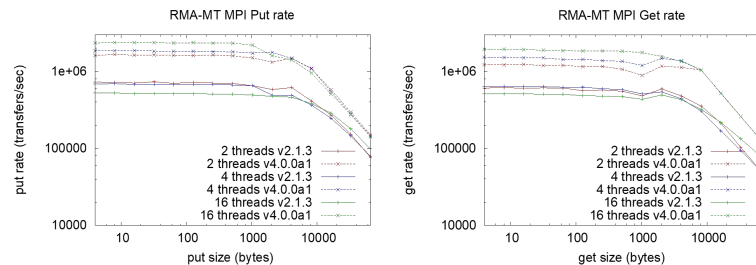 RMA-MT MPI Put rate
put rate (transfers/sec)
1e+06
100000
10000
2 threads v2.1.3
2 threads v4.0.0a1
4 threads v2.1.3
4 threads v4.0.0a1
16 threads v2.1.3
16 threads v4.0.0a1
10
100
1000
10000
put size (bytes)
RMA-MT MPI Get rate
get rate (transfers/sec)
1e+06
100000
10000
2 threads v2.1.3
2 threads v4.0.0a1
4 threads v2.1.3
4 threads v4.0.0a1
16 threads v2.1.3
16 threads v4.0.0a1
10
100
1000
10000
get size (bytes)